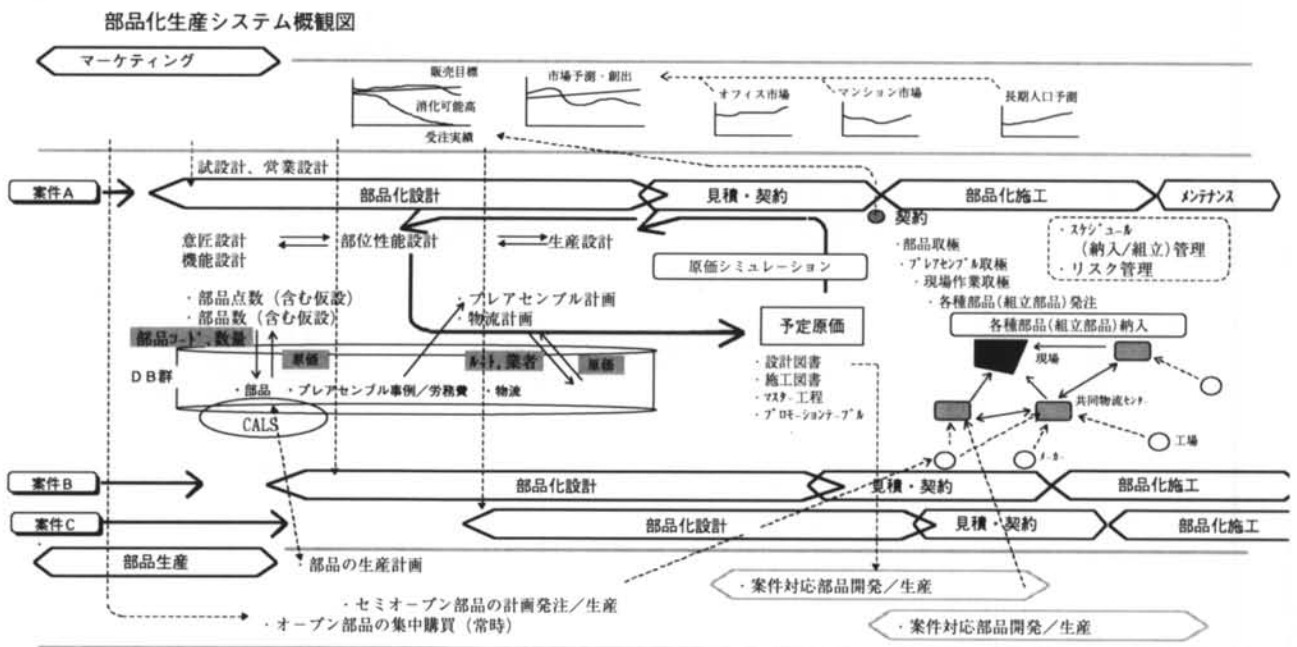 部品化生産システム概観図
マーケティング
販売目標
消化可能高
受注実績
市場予測・創出
オフィス市場
マンション市場
長期人口予測
試設計、営業設計
案件A
部品化設計
見積・契約
部品化施工
メンテナンス
契約
意匠設計
機能設計
部位性能設計
生産設計
原価シミュレーション
・部品取極
・プレアセンブル取極
・現場作業取極
・各種部品(組立部品)発注
・スケジュール
(納入/組立)管理
・リスク管理
・部品点数(含む仮設)
・部品数(含む仮設)
・プレアセンブル計画
・物流計画
予定原価
各種部品(組立部品)納入
部品コード、数量
原価
ルート、業者
原価
DB群
・部品
・プレアセンブル事例/労務費
・物流
CALS
・設計図書
・施工図書
・マスター工程
・プロモーションテーブル
現場
共同物流センター
工場
メーカー
案件B
部品化設計
見積・契約
部品化施工
案件C
部品化設計
見積・契約
部品化施工
部品生産
・部品の生産計画
・案件対応部品開発/生産
・セミオープン部品の計画発注/生産
・オープン部品の集中購買(常時)
・案件対応部品開発/生産